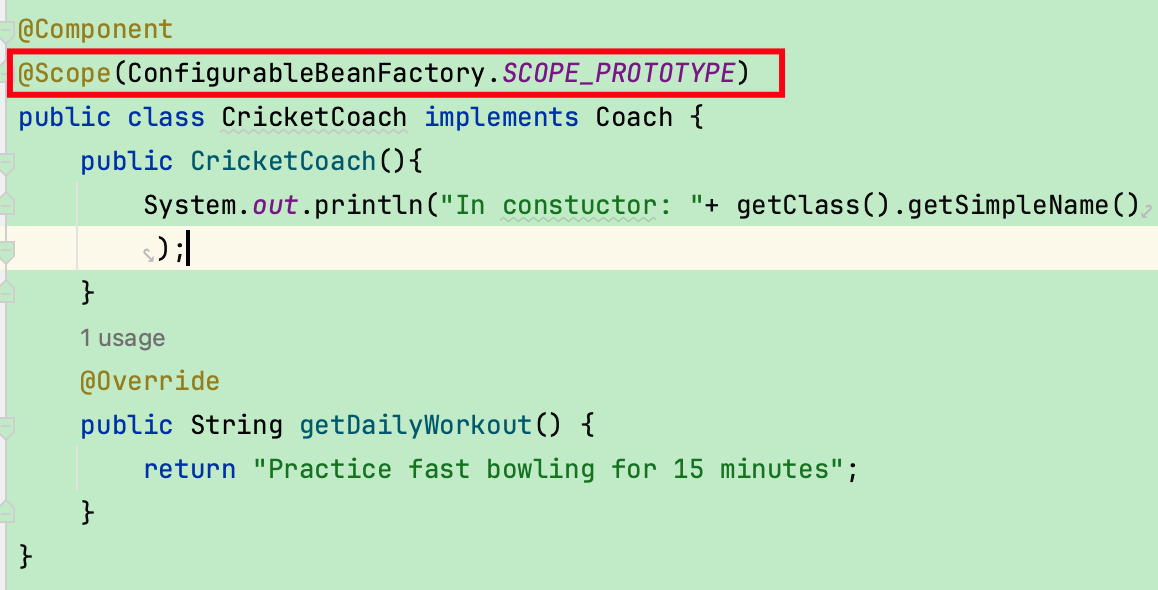 @Component
@Scope(ConfigurableBeanFactory.SCOPE_PROTOTYPE)
public class CricketCoach implements Coach {
    public CricketCoach(){
        System.out.println("In constuctor: "+ getClass().getSimpleName()
        );
    }
    1 usage
    @Override
    public String getDailyWorkout() {
        return "Practice fast bowling for 15 minutes";
    }
}